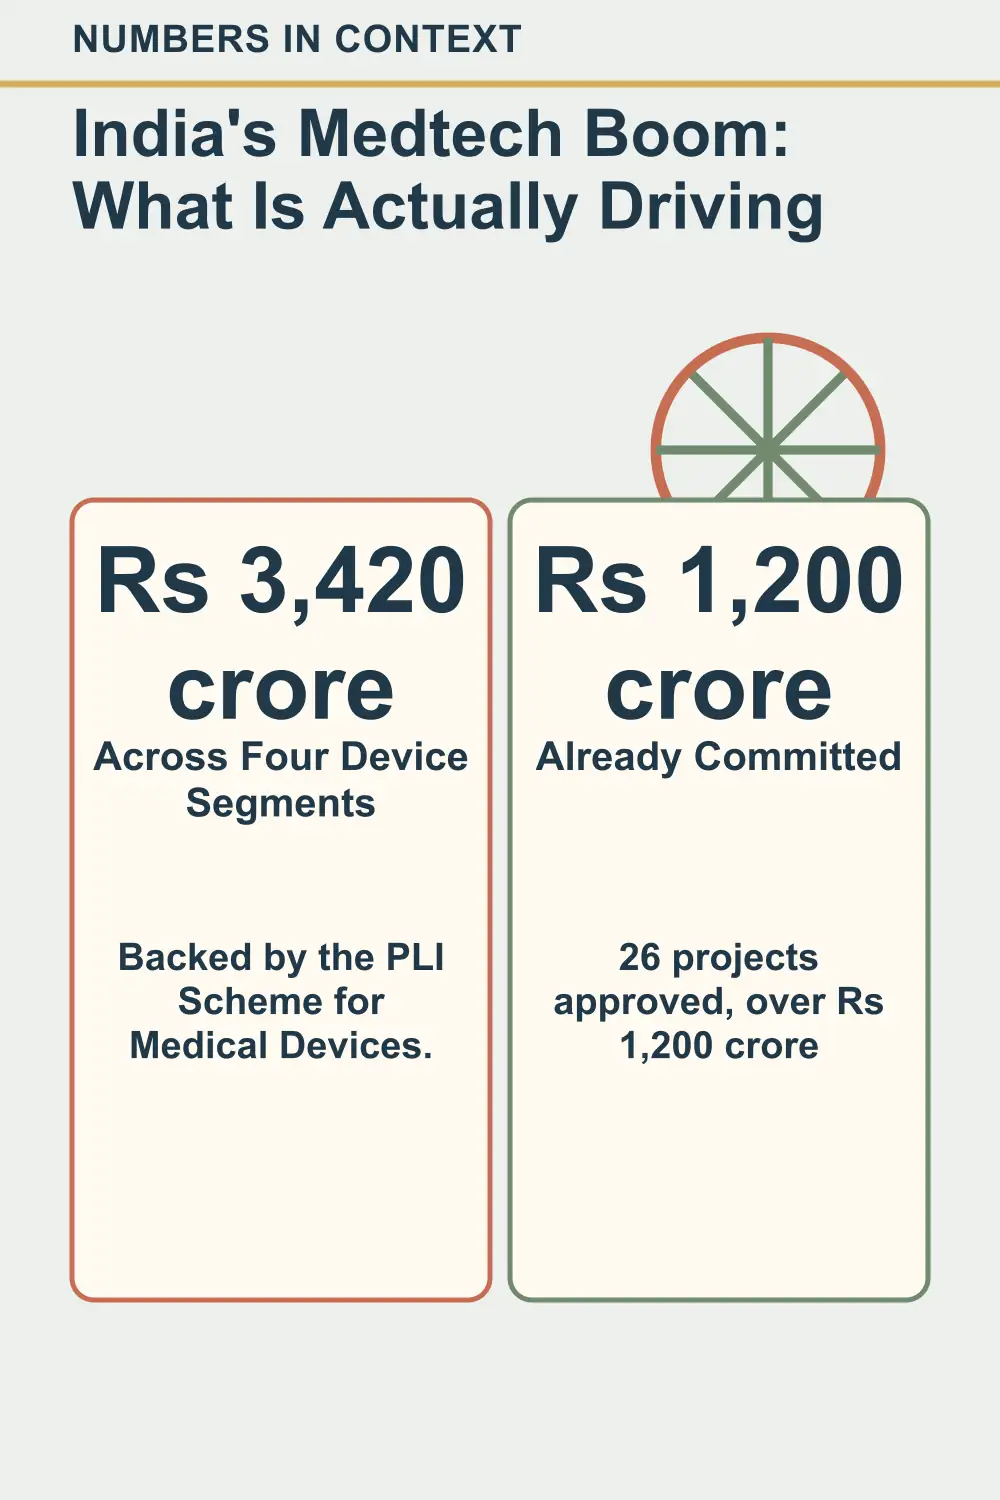 NUMBERS IN CONTEXT
India's Medtech Boom:
What Is Actually Driving
Rs 3,420
crore
Across Four Device
Segments
Backed by the PLI
Scheme for
Medical Devices.
Rs 1,200
crore
Already Committed
26 projects
approved, over Rs
1,200 crore